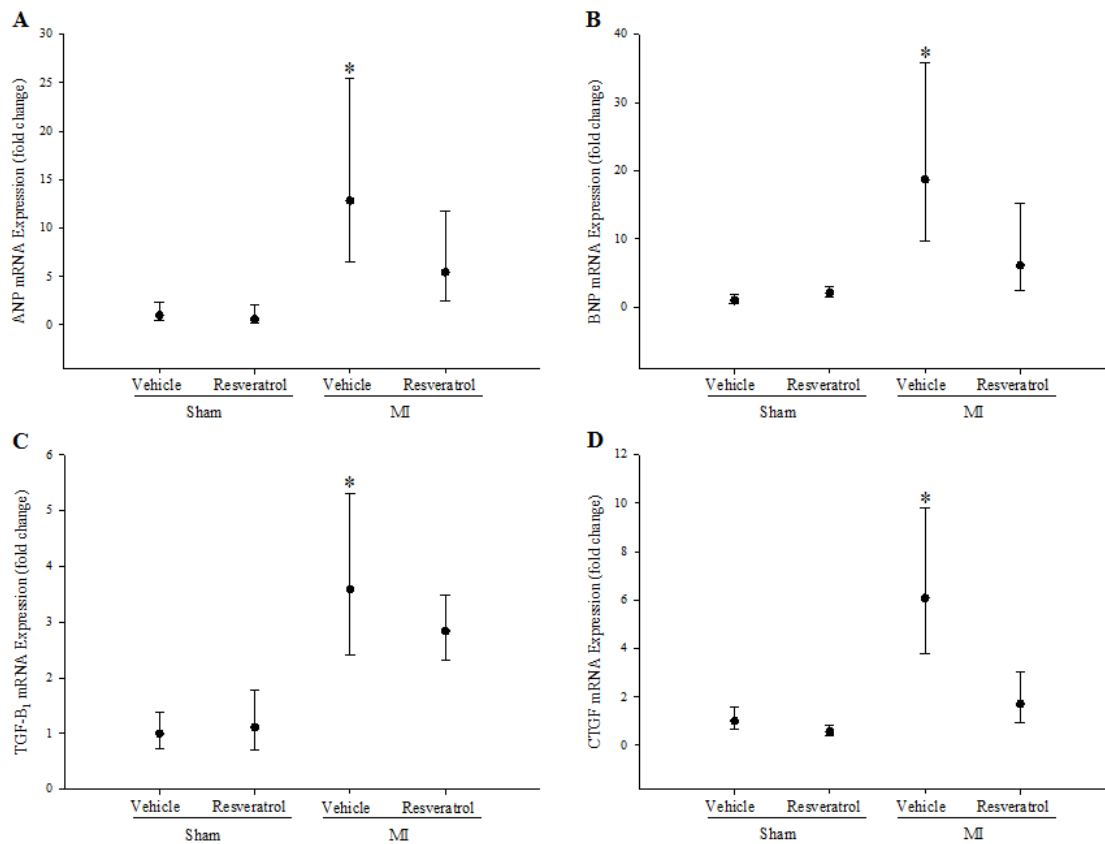 A
30
25
20
15
10
5
0
ANP mRNA Expression (fold change)
*
Vehicle Resveratrol Vehicle Resveratrol
Sham MI
B
40
30
20
10
0
BNP mRNA Expression (fold change)
*
Vehicle Resveratrol Vehicle Resveratrol
Sham MI
C
6
5
4
3
2
1
0
TGF-B₁ mRNA Expression (fold change)
*
Vehicle Resveratrol Vehicle Resveratrol
Sham MI
D
12
10
8
6
4
2
0
CTGF mRNA Expression (fold change)
*
Vehicle Resveratrol Vehicle Resveratrol
Sham MI